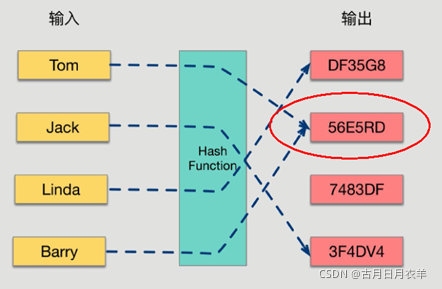 输入
输出
Tom
DF35G8
Jack
56E5RD
Hash
Function
Linda
7483DF
Barry
3F4DV4
CSDN @古月日月衣羊